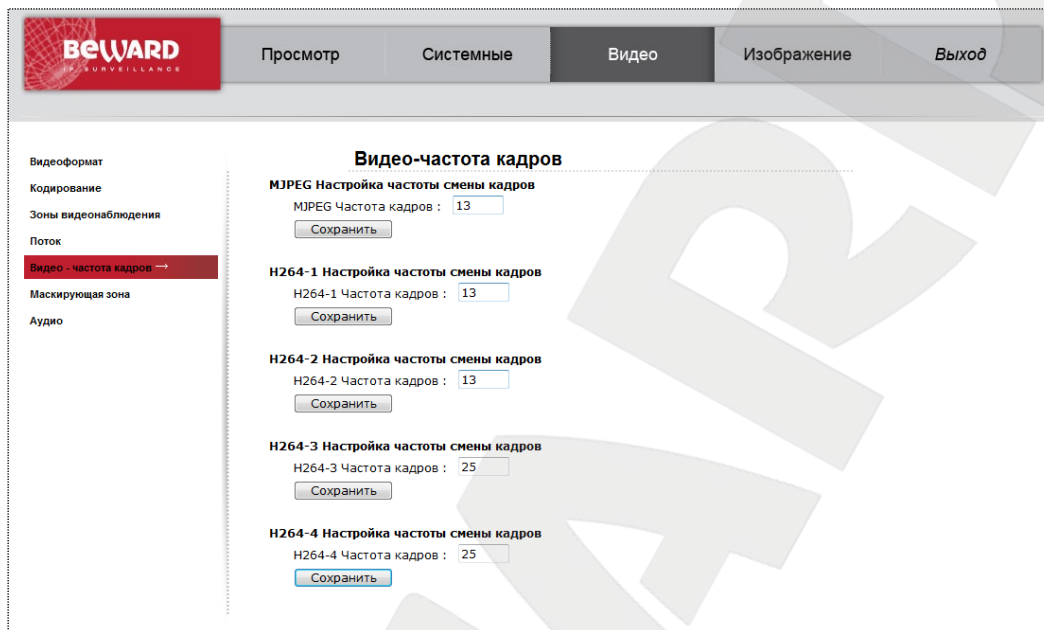 BEWARD
IP SURVEILLANCE
Просмотр
Системные
Видео
Изображение
Выход
Видеоформат
Кодирование
Зоны видеонаблюдения
Поток
Видео - частота кадров →
Маскирующая зона
Аудио
Видео-частота кадров
MJPEG Настройка частоты смены кадров
MJPEG Частота кадров : 13
Сохранить
H264-1 Настройка частоты смены кадров
H264-1 Частота кадров : 13
Сохранить
H264-2 Настройка частоты смены кадров
H264-2 Частота кадров : 13
Сохранить
H264-3 Настройка частоты смены кадров
H264-3 Частота кадров : 25
Сохранить
H264-4 Настройка частоты смены кадров
H264-4 Частота кадров : 25
Сохранить